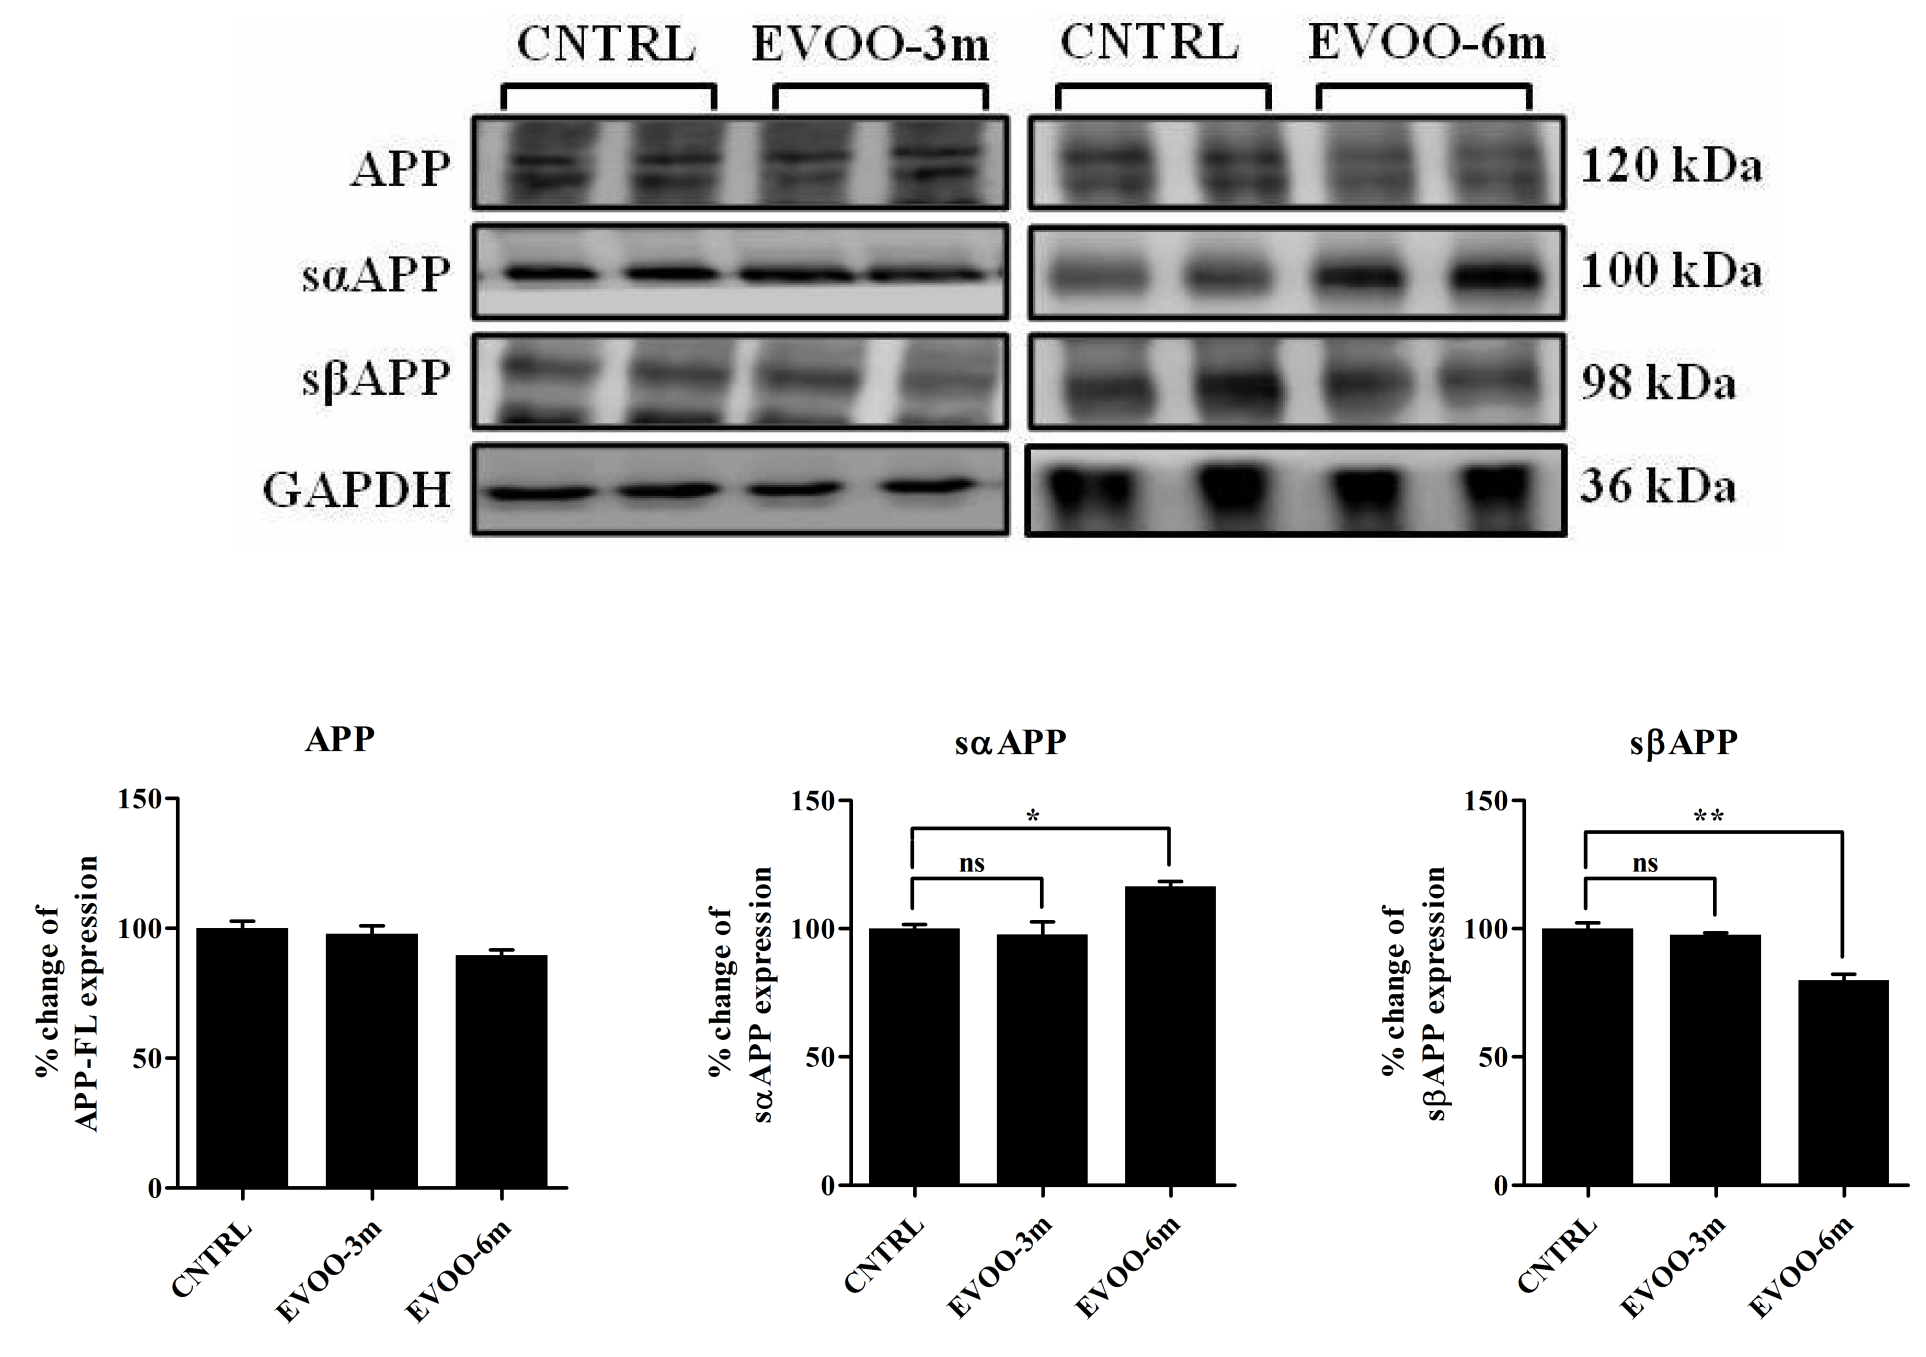 CNTRL EVOO-3m CNTRL EVOO-6m
APP 120 kDa
sαAPP 100 kDa
sβAPP 98 kDa
GAPDH 36 kDa
APP
150
100
50
0
% change of
APP-FL expression
CNTRL
EVOO-3m
EVOO-6m
sαAPP
150
100
50
0
% change of
sαAPP expression
*
ns
CNTRL
EVOO-3m
EVOO-6m
sβAPP
150
100
50
0
% change of
sβAPP expression
**
ns
CNTRL
EVOO-3m
EVOO-6m